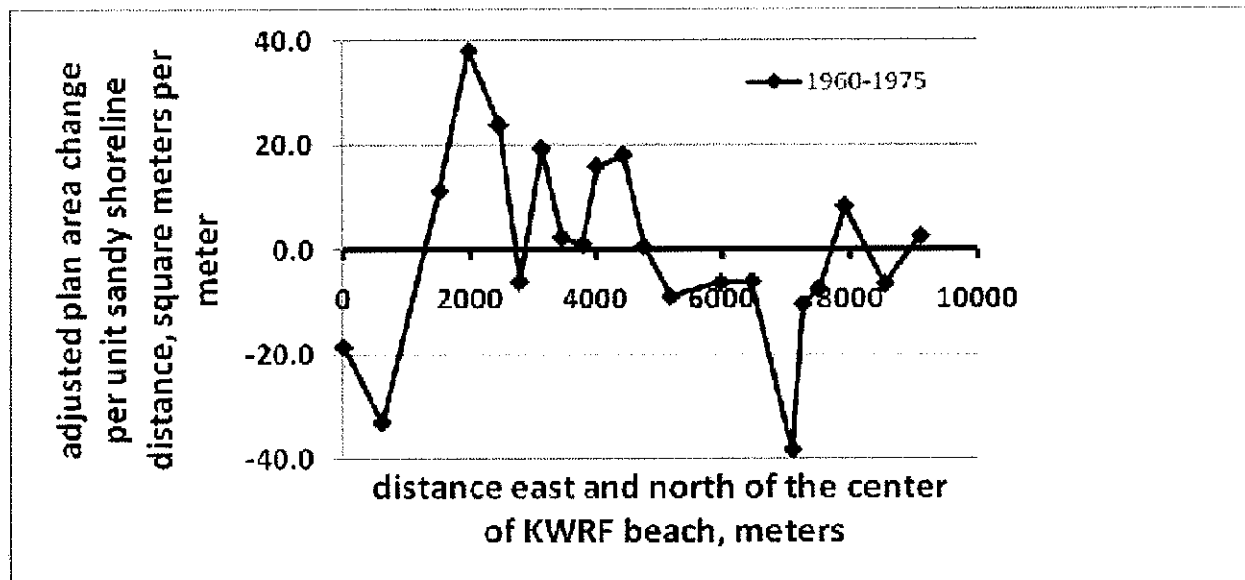 adjusted plan area change
per unit sandy shoreline
distance, square meters per
meter
40.0
20.0
0.0
-20.0
-40.0
1960-1975
0
2000
4000
6000
8000
10000
distance east and north of the center
of KWRF beach, meters